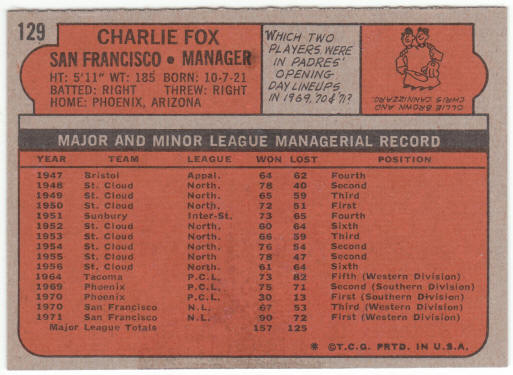 129
CHARLIE FOX
SAN FRANCISCO • MANAGER
HT: 5'11" WT: 185 BORN: 10-7-21
BATTED: RIGHT THREW: RIGHT
HOME: PHOENIX, ARIZONA
WHICH TWO
PLAYERS WERE
IN PADRES'
OPENING-
DAY LINEUPS
IN 1969, 70 & 71?
OLLIE BROWN AND
CHRIS CANNIZZARO
MAJOR AND MINOR LEAGUE MANAGERIAL RECORD
YEAR TEAM LEAGUE WON LOST POSITION
1947 Bristol Appal. 64 62 Fourth
1948 St. Cloud North. 78 40 Second
1949 St. Cloud North. 65 59 Third
1950 St. Cloud North. 72 51 First
1951 Sunbury Inter-St. 73 65 Fourth
1952 St. Cloud North. 60 64 Sixth
1953 St. Cloud North. 66 59 Third
1954 St. Cloud North. 76 54 Second
1955 St. Cloud North. 76 47 Second
1956 St. Cloud North. 61 64 Sixth
1964 Tacoma P.C.L. 73 82 Fifth (Western Division)
1969 Phoenix P.C.L. 75 71 Second (Southern Division)
1970 Phoenix P.C.L. 30 13 First (Southern Division)
1970 San Francisco N.L. 67 53 Third (Western Division)
1971 San Francisco N.L. 90 72 First (Western Division)
Major League Totals 157 125
* © T.C.G. PRTD. IN U.S.A.